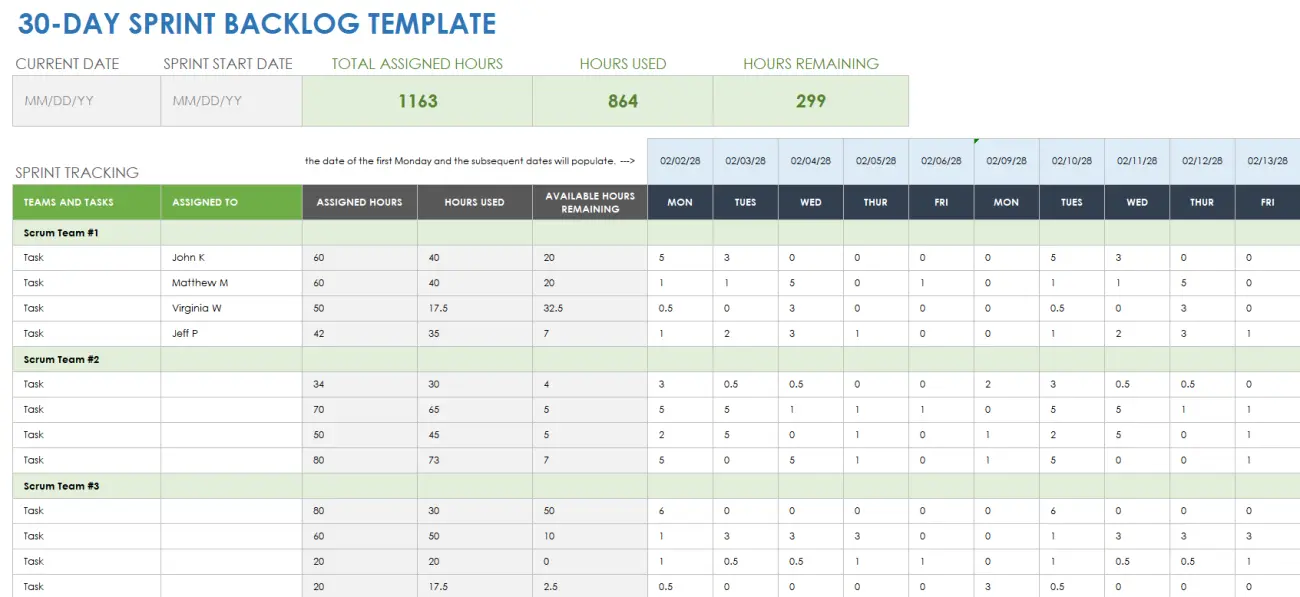 30-DAY SPRINT BACKLOG TEMPLATE
CURRENT DATE SPRINT START DATE TOTAL ASSIGNED HOURS HOURS USED HOURS REMAINING
MM/DD/YY MM/DD/YY 1163 864 299
the date of the first Monday and the subsequent dates will populate. ---> 02/02/28 02/03/28 02/04/28 02/05/28 02/06/28 02/09/28 02/10/28 02/11/28 02/12/28 02/13/28
SPRINT TRACKING
TEAMS AND TASKS ASSIGNED TO ASSIGNED HOURS HOURS USED AVAILABLE HOURS REMAINING MON TUES WED THUR FRI MON TUES WED THUR FRI
Scrum Team #1
Task John K 60 40 20 5 3 0 0 0 0 5 3 0 0
Task Matthew M 60 40 20 1 1 5 0 1 0 1 1 5 0
Task Virginia W 50 17.5 32.5 0.5 0 3 0 0 0 0.5 0 3 0
Task Jeff P 42 35 7 1 2 3 1 0 0 1 2 3 1
Scrum Team #2
Task 34 30 4 3 0.5 0.5 0 0 2 3 0.5 0.5 0
Task 70 65 5 5 5 1 1 1 0 5 5 1 1
Task 50 45 5 2 5 0 1 0 1 2 5 0 1
Task 80 73 7 5 0 5 1 0 1 5 0 0 1
Scrum Team #3
Task 80 30 50 6 0 0 0 0 0 6 0 0 0
Task 60 50 10 1 3 3 3 0 0 1 3 3 3
Task 20 20 0 1 0.5 0.5 1 1 0 1 0.5 0.5 1
Task 20 17.5 2.5 0.5 0 0 0 0 3 0.5 0 0 0